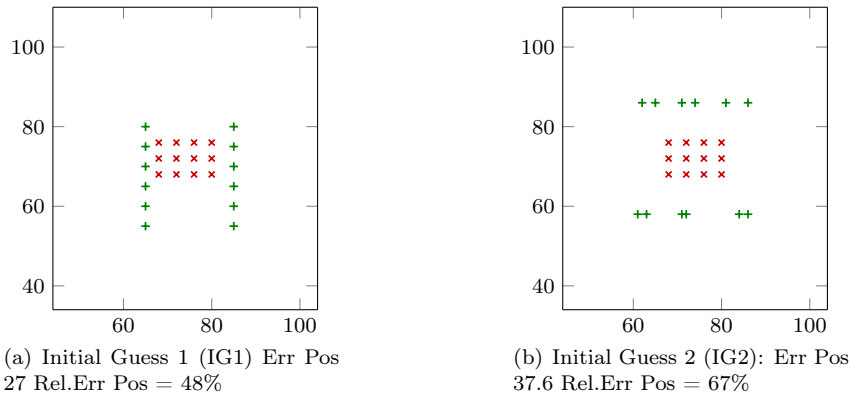 100
80
60
40
60 80 100
(a) Initial Guess 1 (IG1) Err Pos
27 Rel.Err Pos = 48%
100
80
60
40
60 80 100
(b) Initial Guess 2 (IG2): Err Pos
37.6 Rel.Err Pos = 67%